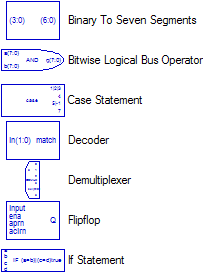 (3:0) (6:0) Binary To Seven Segments
a(7:0)
b(7:0) AND q(7:0) Bitwise Logical Bus Operator
case Case Statement
in(1:0) match Decoder
Demultiplexer
input
ena
aprn
aclrn
Q Flipflop
a
b
c
d
IF (a=b)|(c=d)true If Statement